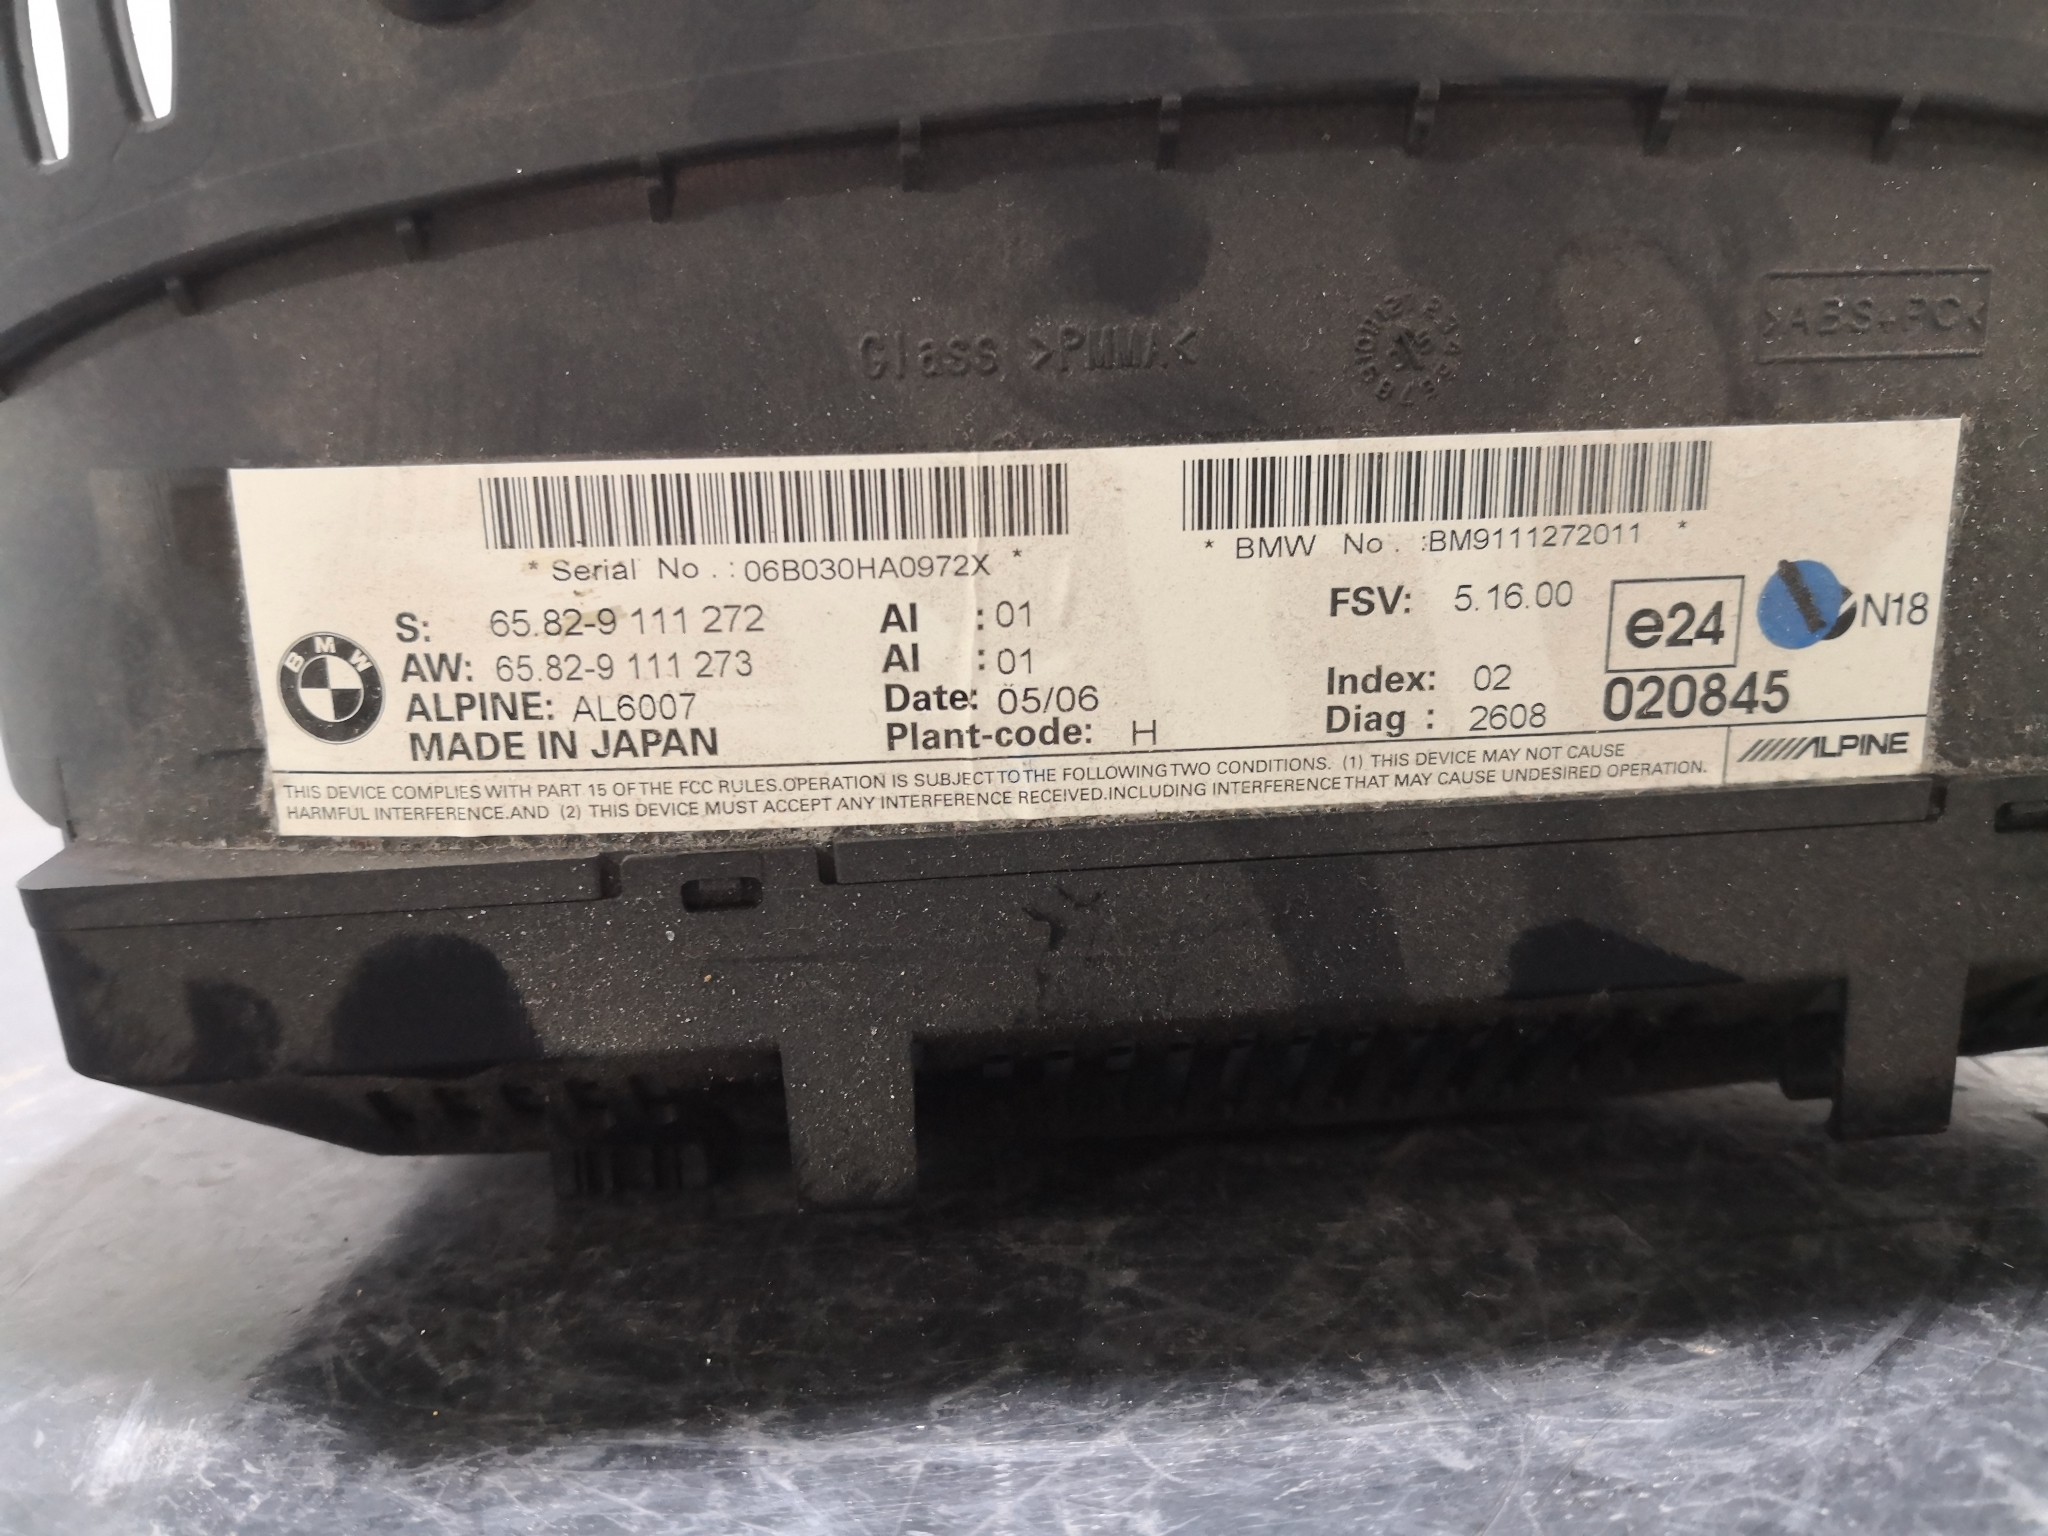 Class >PMMA<
>ABS+PC<
* Serial No. : 06B030HA0972X *
* BMW No. :BM9111272011 *
S: 65.82-9 111 272 AI : 01
AW: 65.82-9 111 273 AI : 01
ALPINE: AL6007 Date: 05/06
MADE IN JAPAN Plant-code: H
BMW
FSV: 5.16.00
Index: 02
Diag : 2608
e24
020845
N18
ALPINE
THIS DEVICE COMPLIES WITH PART 15 OF THE FCC RULES.OPERATION IS SUBJECT TO THE FOLLOWING TWO CONDITIONS. (1) THIS DEVICE MAY NOT CAUSE
HARMFUL INTERFERENCE.AND (2) THIS DEVICE MUST ACCEPT ANY INTERFERENCE RECEIVED.INCLUDING INTERFERENCE THAT MAY CAUSE UNDESIRED OPERATION.